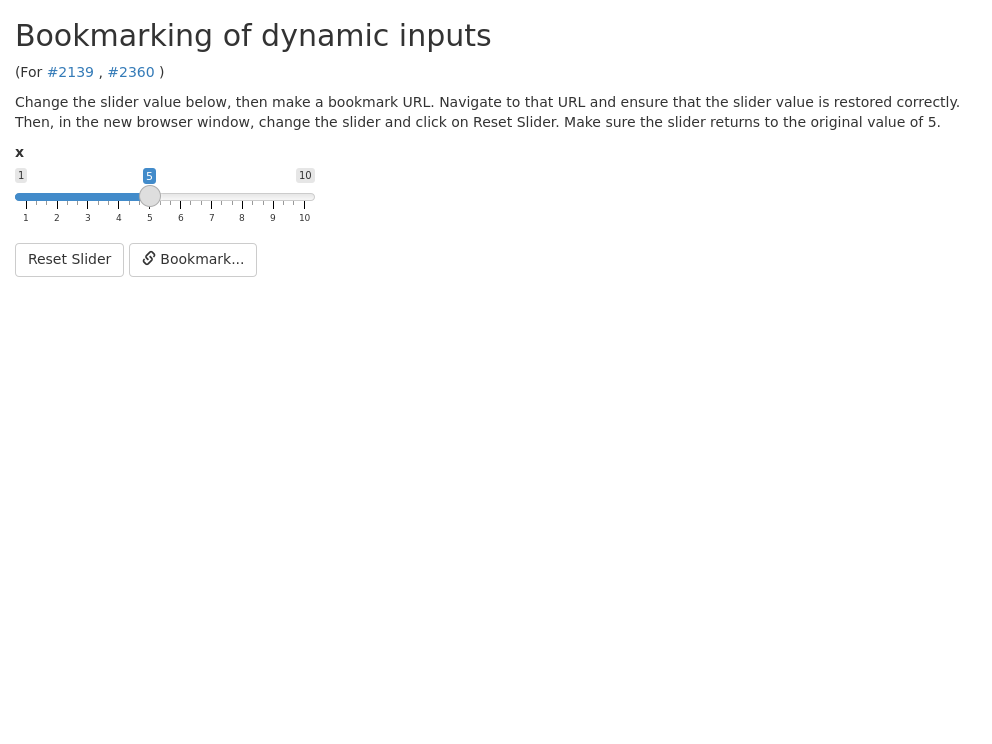 Bookmarking of dynamic inputs
(For #2139 , #2360 )
Change the slider value below, then make a bookmark URL. Navigate to that URL and ensure that the slider value is restored correctly.
Then, in the new browser window, change the slider and click on Reset Slider. Make sure the slider returns to the original value of 5.
x
1 5 10
1 2 3 4 5 6 7 8 9 10
Reset Slider Bookmark...